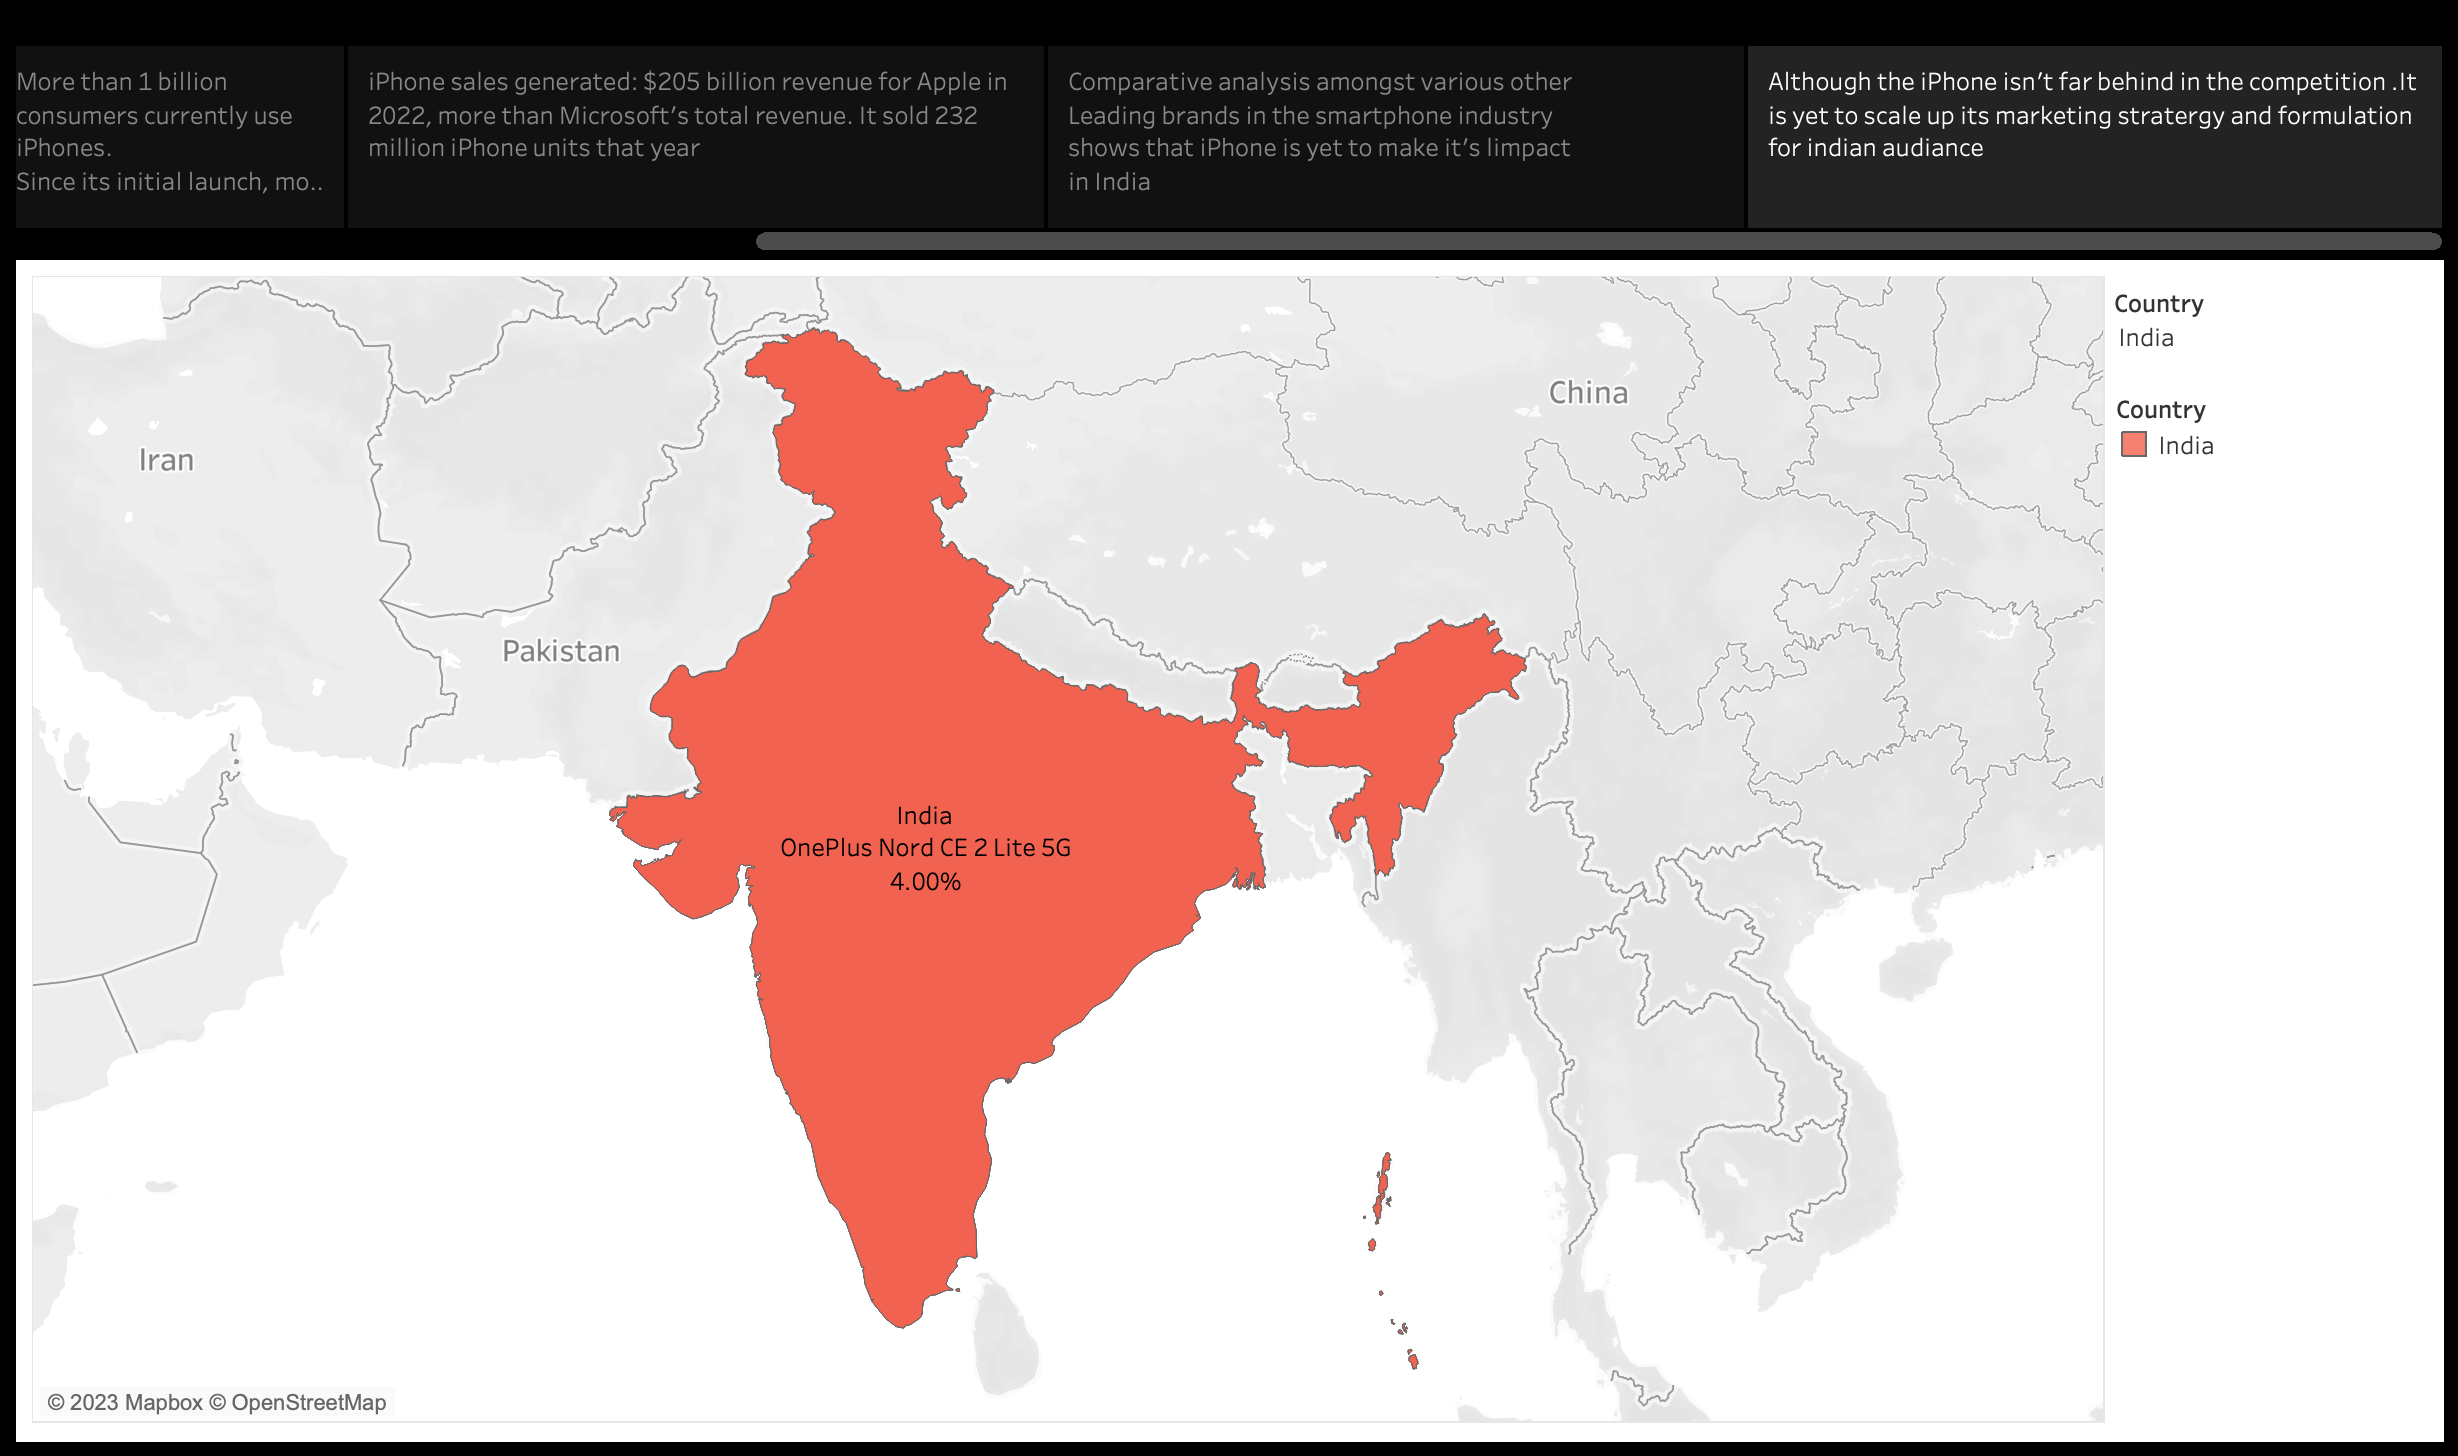 More than 1 billion
consumers currently use
iPhones.
Since its initial launch, mo..
iPhone sales generated: $205 billion revenue for Apple in
2022, more than Microsoft's total revenue. It sold 232
million iPhone units that year
Comparative analysis amongst various other
Leading brands in the smartphone industry
shows that iPhone is yet to make it's limpact
in India
Although the iPhone isn't far behind in the competition .It
is yet to scale up its marketing stratergy and formulation
for indian audiance
Country
India
Country
India
China
Iran
Pakistan
India
OnePlus Nord CE 2 Lite 5G
4.00%
© 2023 Mapbox © OpenStreetMap